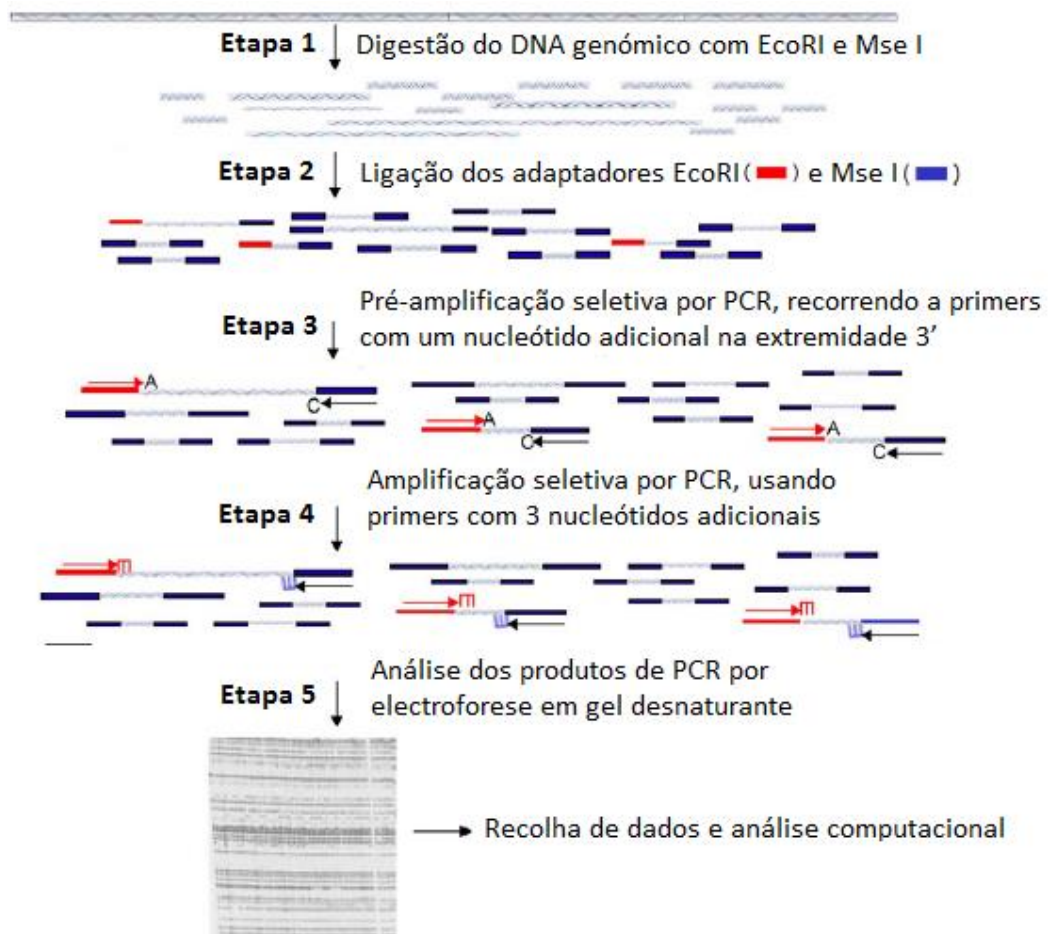 Etapa 1 Digestão do DNA genómico com EcoRI e Mse I
Etapa 2 Ligação dos adaptadores EcoRI( ) e Mse I( )
Pré-amplificação seletiva por PCR, recorrendo a primers
Etapa 3 com um nucleótido adicional na extremidade 3’
A
C
A
C
A
C
Amplificação seletiva por PCR, usando
Etapa 4 primers com 3 nucleótidos adicionais
Análise dos produtos de PCR por
Etapa 5 electroforese em gel desnaturante
Recolha de dados e análise computacional